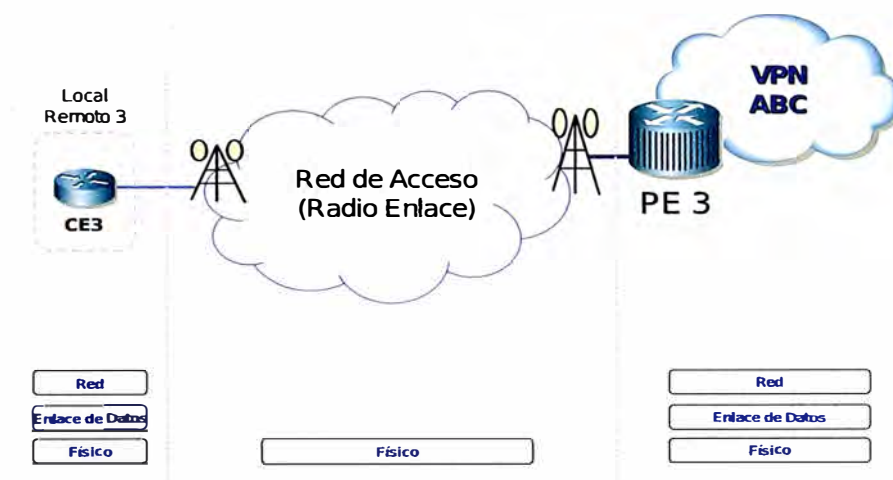 Local
Remoto 3
CE3
Red de Acceso
(Radio Enlace)
VPN
ABC
PE 3
Red
Enlace de Datos
Físico
Físico
Red
Enlace de Datos
Físico